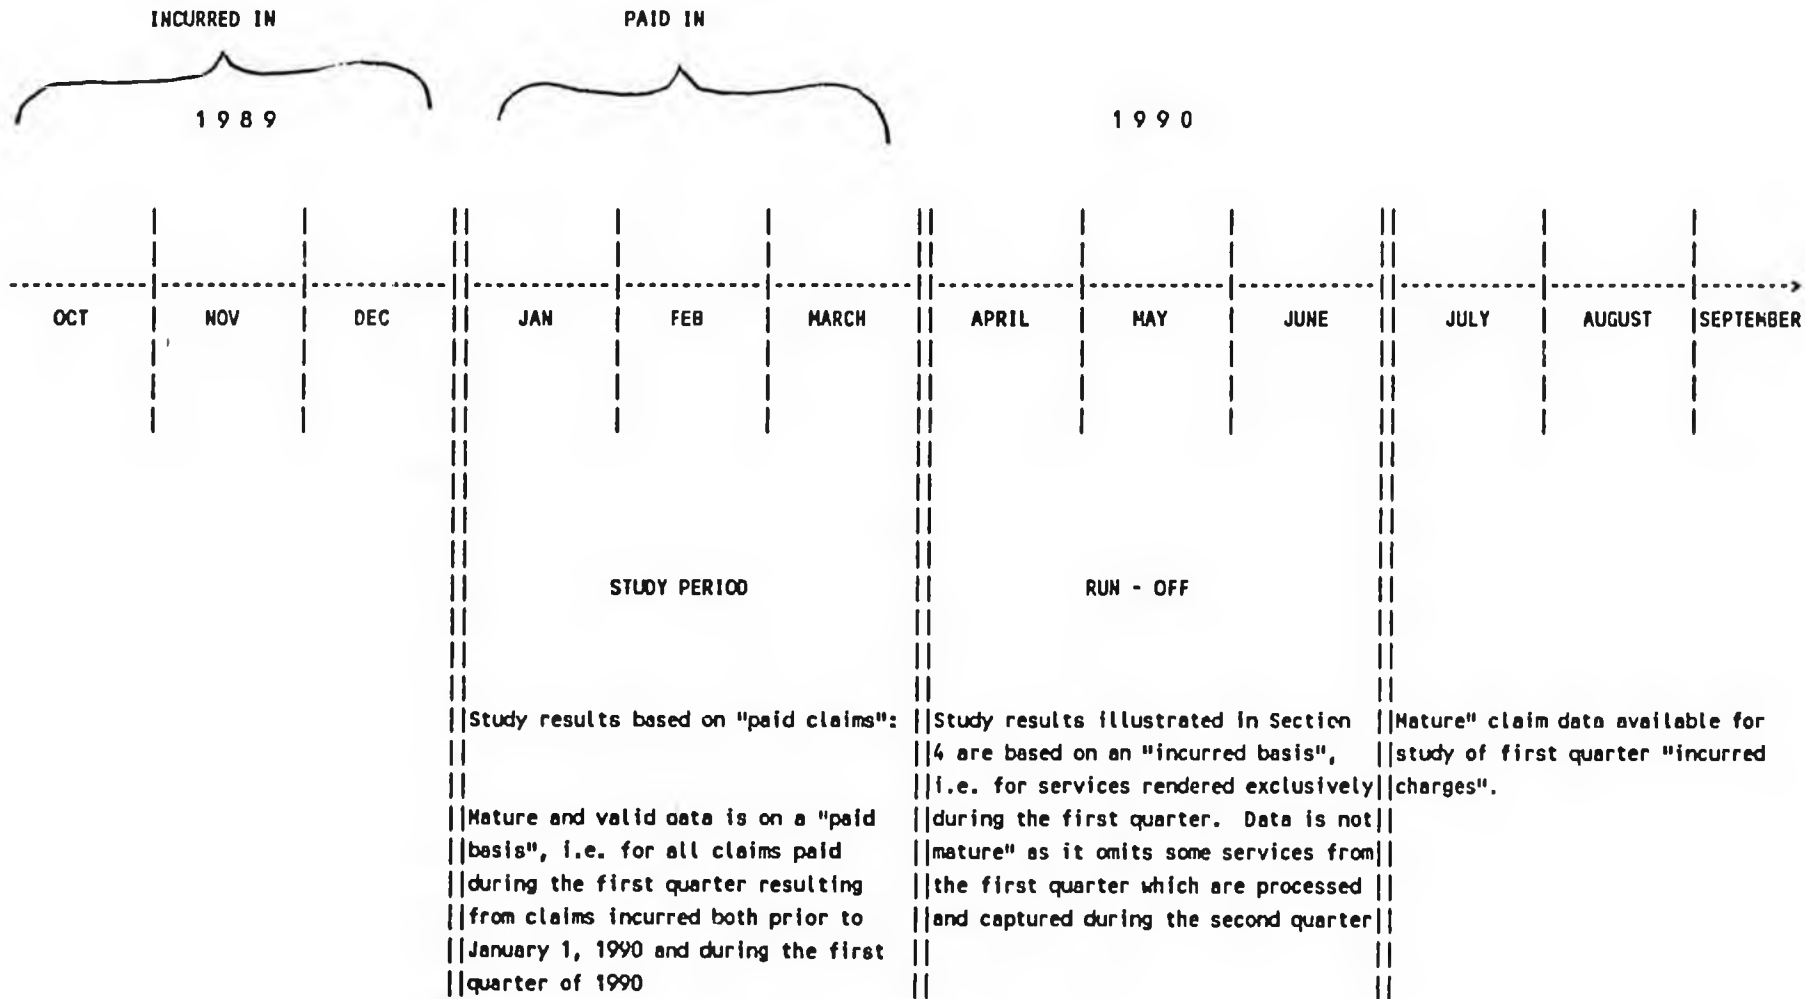 INCURRED IN PAID IN
1 9 8 9 1 9 9 0
OCT NOV DEC JAN FEB MARCH APRIL MAY JUNE JULY AUGUST SEPTEMBER
STUDY PERIOD RUN - OFF
Study results based on "paid claims":
Mature and valid data is on a "paid
basis", i.e. for all claims paid
during the first quarter resulting
from claims incurred both prior to
January 1, 1990 and during the first
quarter of 1990
Study results illustrated in Section
4 are based on an "incurred basis",
i.e. for services rendered exclusively
during the first quarter. Data is not
mature" as it omits some services from
the first quarter which are processed
and captured during the second quarter
Mature" claim data available for
study of first quarter "incurred
charges".